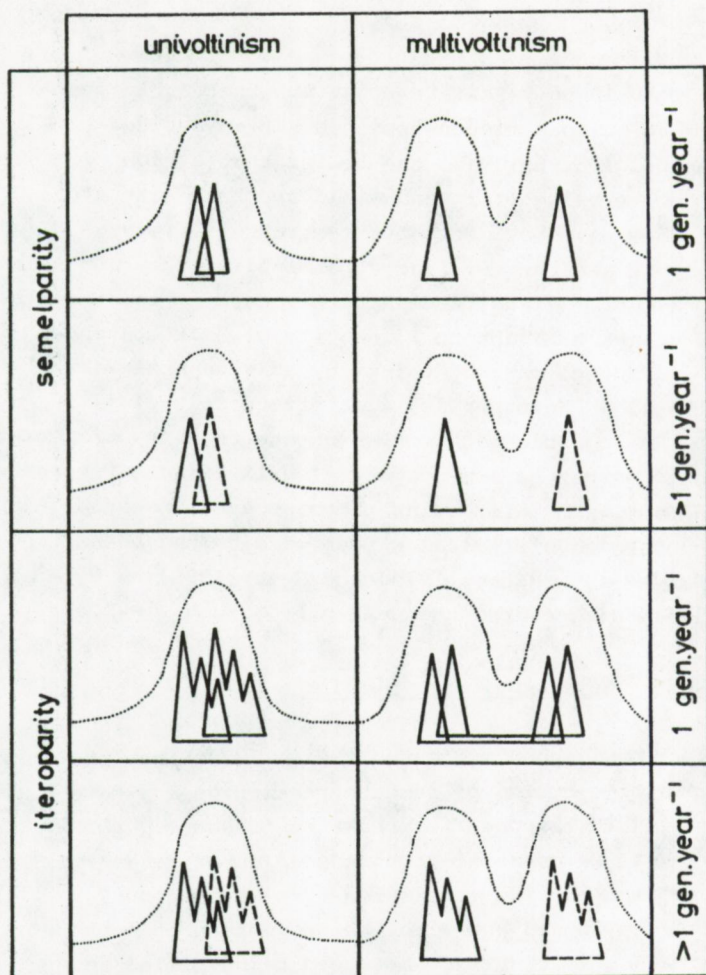 univoltinism
multivoltinism
semelparity
1 gen. year⁻¹
>1 gen.year⁻¹
iteroparity
1 gen.year⁻¹
>1 gen.year⁻¹